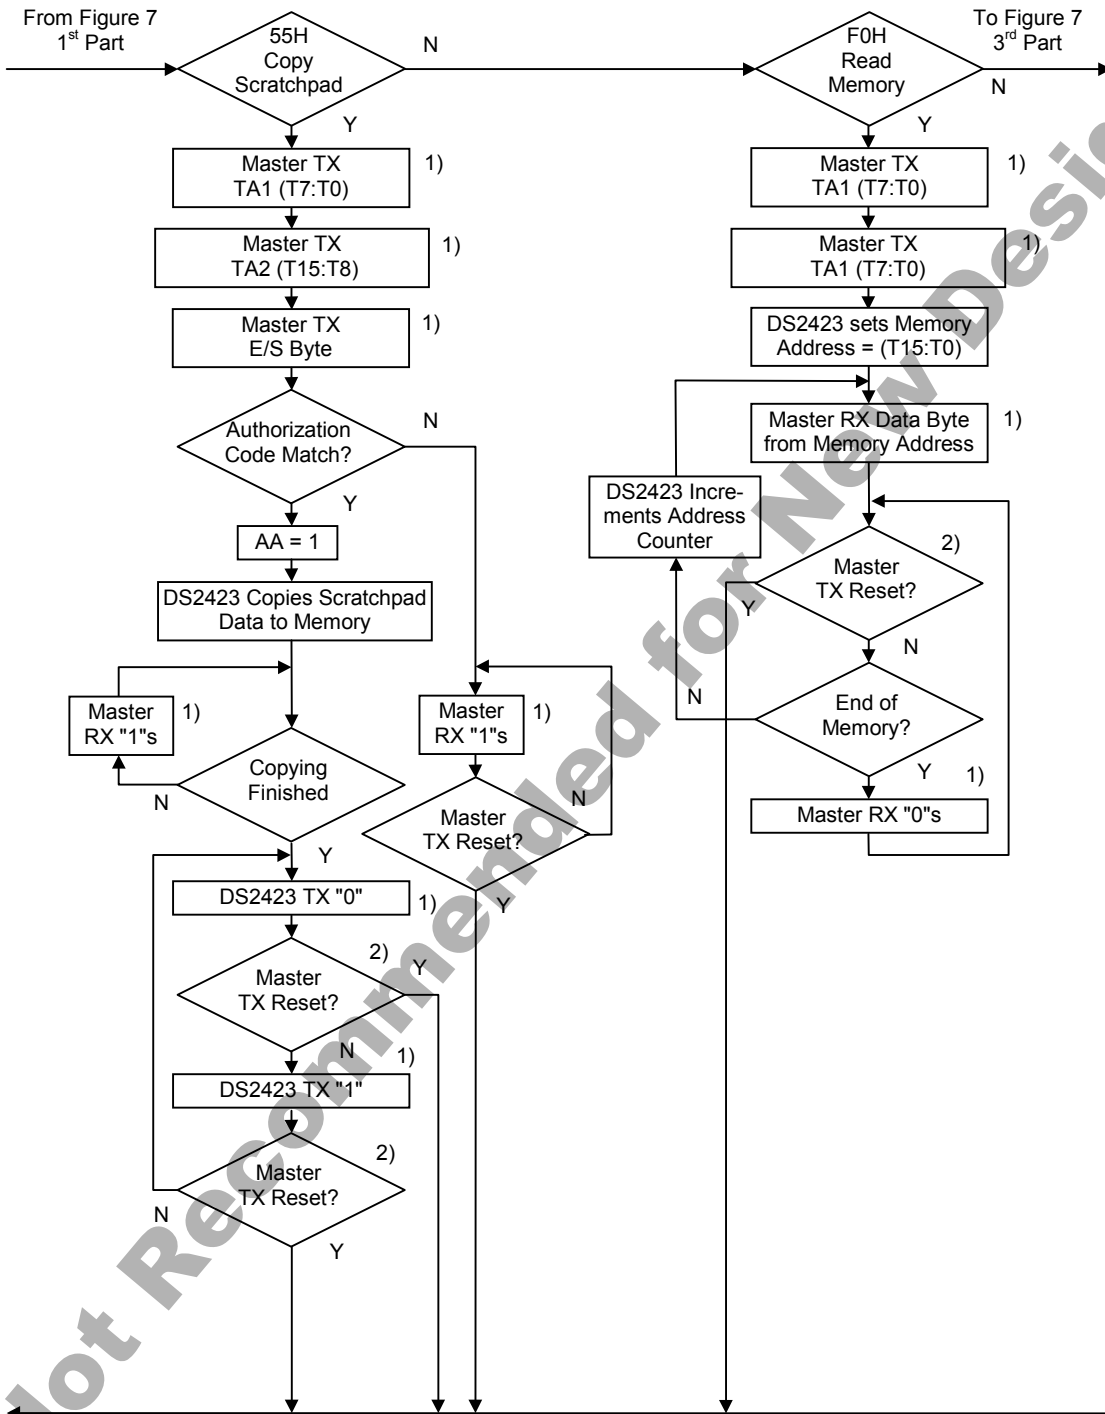 From Figure 7
1st Part
55H
Copy
Scratchpad
N
Y
F0H
Read
Memory
N
Y
To Figure 7
3rd Part
Master TX
TA1 (T7:T0)
1)
Master TX
TA2 (T15:T8)
1)
Master TX
E/S Byte
1)
Authorization
Code Match?
N
Y
AA = 1
DS2423 Copies Scratchpad
Data to Memory
Master
RX "1"s
1)
Copying
Finished
N
Y
DS2423 TX "0"
1)
Master
TX Reset?
2)
Y
N
DS2423 TX "1"
1)
Master
TX Reset?
2)
N
Y
Master
RX "1"s
1)
Master
TX Reset?
N
Y
Master TX
TA1 (T7:T0)
1)
Master TX
TA1 (T7:T0)
1)
DS2423 sets Memory
Address = (T15:T0)
Master RX Data Byte
from Memory Address
1)
DS2423 Incre-
ments Address
Counter
Master
TX Reset?
2)
Y
N
End of
Memory?
N
Y
Master RX "0"s
1)
Not Recommended for New Desig